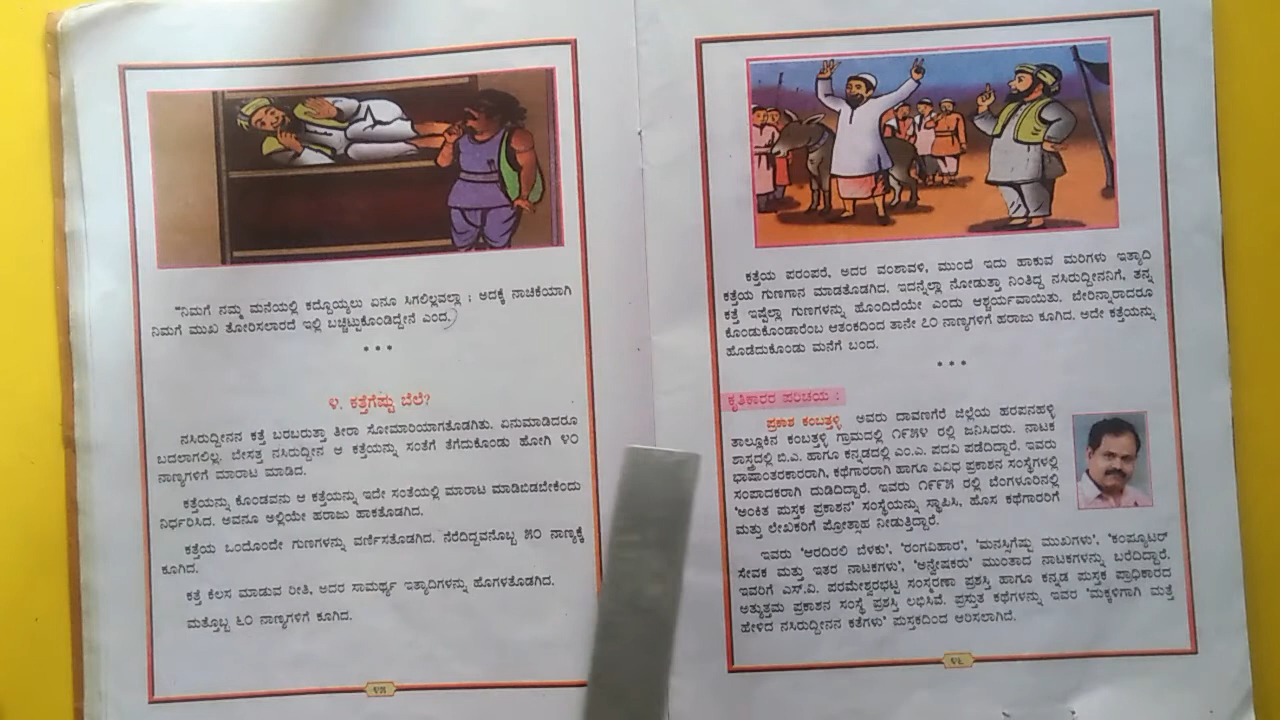 "ನಿಮಗೆ ನಮ್ಮ ಮನೆಯಲ್ಲಿ ಕದ್ದೊಯ್ಯಲು ಏನೂ ಸಿಗಲಿಲ್ಲವಲ್ಲಾ ; ಅದಕ್ಕೆ ನಾಚಿಕೆಯಾಗಿ
ನಿಮಗೆ ಮುಖ ತೋರಿಸಲಾರದೆ ಇಲ್ಲಿ ಬಚ್ಚಿಟ್ಟುಕೊಂಡಿದ್ದೇನೆ ಎಂದ.
* * *
೪. ಕತ್ತೆಗೆಷ್ಟು ಬೆಲೆ?
ನಸಿರುದ್ದೀನನ ಕತ್ತೆ ಬರಬರುತ್ತಾ ತೀರಾ ಸೋಮಾರಿಯಾಗತೊಡಗಿತು. ಏನುಮಾಡಿದರೂ
ಬದಲಾಗಲಿಲ್ಲ. ಬೇಸತ್ತ ನಸಿರುದ್ದೀನ ಆ ಕತ್ತೆಯನ್ನು ಸಂತೆಗೆ ತೆಗೆದುಕೊಂಡು ಹೋಗಿ ೪೦
ನಾಣ್ಯಗಳಿಗೆ ಮಾರಾಟ ಮಾಡಿದ.
ಕತ್ತೆಯನ್ನು ಕೊಂಡವನು ಆ ಕತ್ತೆಯನ್ನು ಇದೇ ಸಂತೆಯಲ್ಲಿ ಮಾರಾಟ ಮಾಡಿಬಿಡಬೇಕೆಂದು
ನಿರ್ಧರಿಸಿದ. ಅವನೂ ಅಲ್ಲಿಯೇ ಹರಾಜು ಹಾಕತೊಡಗಿದ.
ಕತ್ತೆಯ ಒಂದೊಂದೇ ಗುಣಗಳನ್ನು ವರ್ಣಿಸತೊಡಗಿದ. ನೆರೆದಿದ್ದವನೊಬ್ಬ ೫೦ ನಾಣ್ಯಕ್ಕೆ
ಕೂಗಿದ.
ಕತ್ತೆ ಕೆಲಸ ಮಾಡುವ ರೀತಿ, ಅದರ ಸಾಮರ್ಥ್ಯ ಇತ್ಯಾದಿಗಳನ್ನು ಹೊಗಳತೊಡಗಿದ.
ಮತ್ತೊಬ್ಬ ೬೦ ನಾಣ್ಯಗಳಿಗೆ ಕೂಗಿದ.
೪೫
ಕತ್ತೆಯ ಪರಂಪರೆ, ಅದರ ವಂಶಾವಳಿ, ಮುಂದೆ ಇದು ಹಾಕುವ ಮರಿಗಳು ಇತ್ಯಾದಿ
ಕತ್ತೆಯ ಗುಣಗಾನ ಮಾಡತೊಡಗಿದ. ಇದನ್ನೆಲ್ಲಾ ನೋಡುತ್ತಾ ನಿಂತಿದ್ದ ನಸಿರುದ್ದೀನನಿಗೆ, ತನ್ನ
ಕತ್ತೆ ಇಷ್ಟೆಲ್ಲಾ ಗುಣಗಳನ್ನು ಹೊಂದಿದೆಯೇ ಎಂದು ಆಶ್ಚರ್ಯವಾಯಿತು. ಬೇರಿನ್ನಾರಾದರೂ
ಕೊಂಡುಕೊಂಡಾರೆಂಬ ಆತಂಕದಿಂದ ತಾನೇ ೭೦ ನಾಣ್ಯಗಳಿಗೆ ಹರಾಜು ಕೂಗಿದ. ಅದೇ ಕತ್ತೆಯನ್ನು
ಹೊಡೆದುಕೊಂಡು ಮನೆಗೆ ಬಂದ.
* * *
ಕೃತಿಕಾರರ ಪರಿಚಯ :
ಪ್ರಕಾಶ ಕಂಬತ್ತಳ್ಳಿ ಅವರು ದಾವಣಗೆರೆ ಜಿಲ್ಲೆಯ ಹರಪನಹಳ್ಳಿ
ತಾಲ್ಲೂಕಿನ ಕಂಬತ್ತಳ್ಳಿ ಗ್ರಾಮದಲ್ಲಿ ೧೯೫೪ ರಲ್ಲಿ ಜನಿಸಿದರು. ನಾಟಕ
ಶಾಸ್ತ್ರದಲ್ಲಿ ಬಿ.ಎ. ಹಾಗೂ ಕನ್ನಡದಲ್ಲಿ ಎಂ.ಎ. ಪದವಿ ಪಡೆದಿದ್ದಾರೆ. ಇವರು
ಭಾಷಾಂತರಕಾರರಾಗಿ, ಕಥೆಗಾರರಾಗಿ ಹಾಗೂ ವಿವಿಧ ಪ್ರಕಾಶನ ಸಂಸ್ಥೆಗಳಲ್ಲಿ
ಸಂಪಾದಕರಾಗಿ ದುಡಿದಿದ್ದಾರೆ. ಇವರು ೧೯೯೫ ರಲ್ಲಿ ಬೆಂಗಳೂರಿನಲ್ಲಿ
'ಅಂಕಿತ ಪುಸ್ತಕ ಪ್ರಕಾಶನ' ಸಂಸ್ಥೆಯನ್ನು ಸ್ಥಾಪಿಸಿ, ಹೊಸ ಕಥೆಗಾರರಿಗೆ
ಮತ್ತು ಲೇಖಕರಿಗೆ ಪ್ರೋತ್ಸಾಹ ನೀಡುತ್ತಿದ್ದಾರೆ.
ಇವರು 'ಆರದಿರಲಿ ಬೆಳಕು', 'ರಂಗವಿಹಾರ', 'ಮನಸ್ಸಿಗೆಷ್ಟು ಮುಖಗಳು', 'ಕಂಪ್ಯೂಟರ್
ಸೇವಕ ಮತ್ತು ಇತರ ನಾಟಕಗಳು', 'ಅನ್ವೇಷಕರು' ಮುಂತಾದ ನಾಟಕಗಳನ್ನು ಬರೆದಿದ್ದಾರೆ.
ಇವರಿಗೆ ಎಸ್.ವಿ. ಪರಮೇಶ್ವರಭಟ್ಟ ಸಂಸ್ಮರಣಾ ಪ್ರಶಸ್ತಿ ಹಾಗೂ ಕನ್ನಡ ಪುಸ್ತಕ ಪ್ರಾಧಿಕಾರದ
ಅತ್ಯುತ್ತಮ ಪ್ರಕಾಶನ ಸಂಸ್ಥೆ ಪ್ರಶಸ್ತಿ ಲಭಿಸಿವೆ. ಪ್ರಸ್ತುತ ಕಥೆಗಳನ್ನು ಇವರ 'ಮಕ್ಕಳಿಗಾಗಿ ಮತ್ತೆ
ಹೇಳಿದ ನಸಿರುದ್ದೀನನ ಕತೆಗಳು' ಪುಸ್ತಕದಿಂದ ಆರಿಸಲಾಗಿದೆ.
೪೬